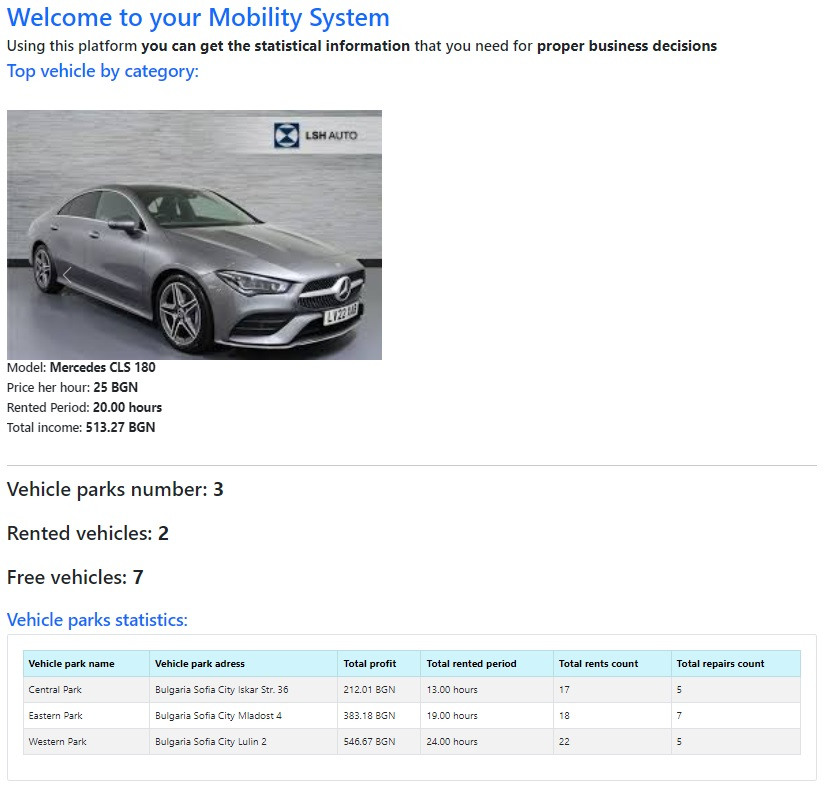 Welcome to your Mobility System
Using this platform you can get the statistical information that you need for proper business decisions
Top vehicle by category:
LSH AUTO
Model: Mercedes CLS 180
Price her hour: 25 BGN
Rented Period: 20.00 hours
Total income: 513.27 BGN
Vehicle parks number: 3
Rented vehicles: 2
Free vehicles: 7
Vehicle parks statistics:
Vehicle park name Vehicle park adress Total profit Total rented period Total rents count Total repairs count
Central Park Bulgaria Sofia City Iskar Str. 36 212.01 BGN 13.00 hours 17 5
Eastern Park Bulgaria Sofia City Mladost 4 383.18 BGN 19.00 hours 18 7
Western Park Bulgaria Sofia City Lulin 2 546.67 BGN 24.00 hours 22 5